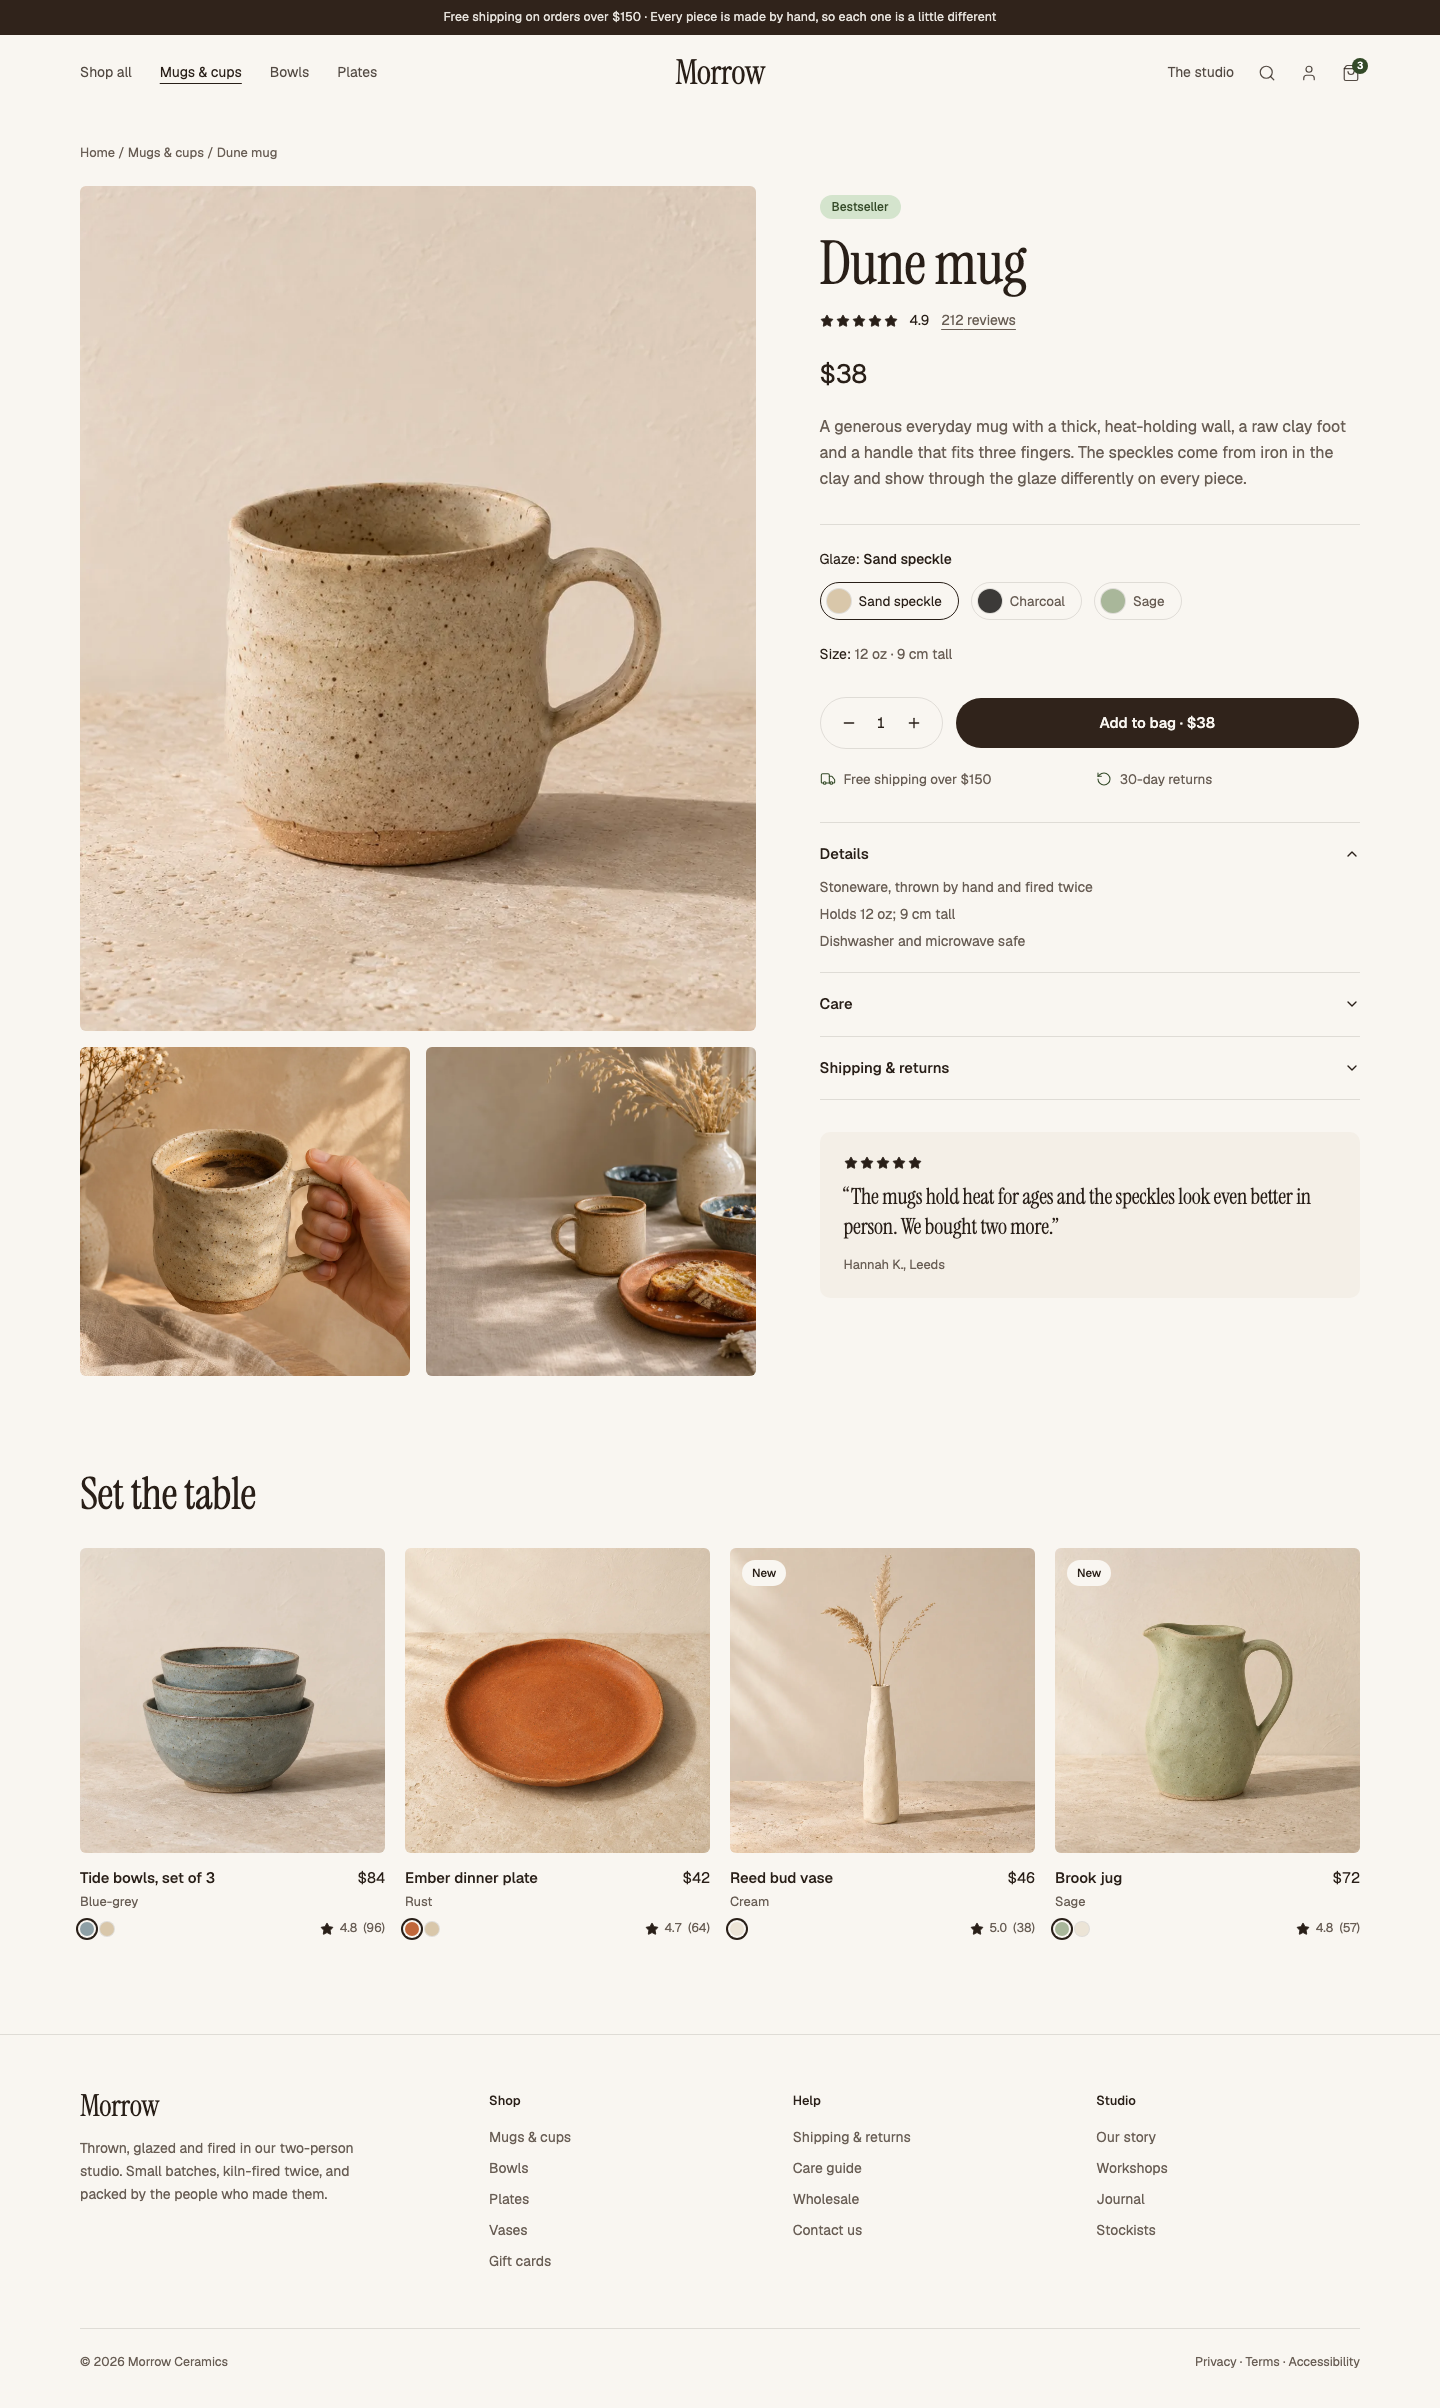 Free shipping on orders over $150 · Every piece is made by hand, so each one is a little different
Shop all
Mugs & cups
Bowls
Plates
Morrow
The studio
3
Home / Mugs & cups / Dune mug
Bestseller
Dune mug
4.9
212 reviews
$38
A generous everyday mug with a thick, heat-holding wall, a raw clay foot
and a handle that fits three fingers. The speckles come from iron in the
clay and show through the glaze differently on every piece.
Glaze: Sand speckle
Sand speckle
Charcoal
Sage
Size: 12 oz · 9 cm tall
1
Add to bag · $38
Free shipping over $150
30-day returns
Details
Stoneware, thrown by hand and fired twice
Holds 12 oz; 9 cm tall
Dishwasher and microwave safe
Care
Shipping & returns
“The mugs hold heat for ages and the speckles look even better in
person. We bought two more.”
Hannah K., Leeds
Set the table
New
New
Tide bowls, set of 3
$84
Blue-grey
4.8 (96)
Ember dinner plate
$42
Rust
4.7 (64)
Reed bud vase
$46
Cream
5.0 (38)
Brook jug
$72
Sage
4.8 (57)
Morrow
Thrown, glazed and fired in our two-person
studio. Small batches, kiln-fired twice, and
packed by the people who made them.
Shop
Mugs & cups
Bowls
Plates
Vases
Gift cards
Help
Shipping & returns
Care guide
Wholesale
Contact us
Studio
Our story
Workshops
Journal
Stockists
© 2026 Morrow Ceramics
Privacy · Terms · Accessibility